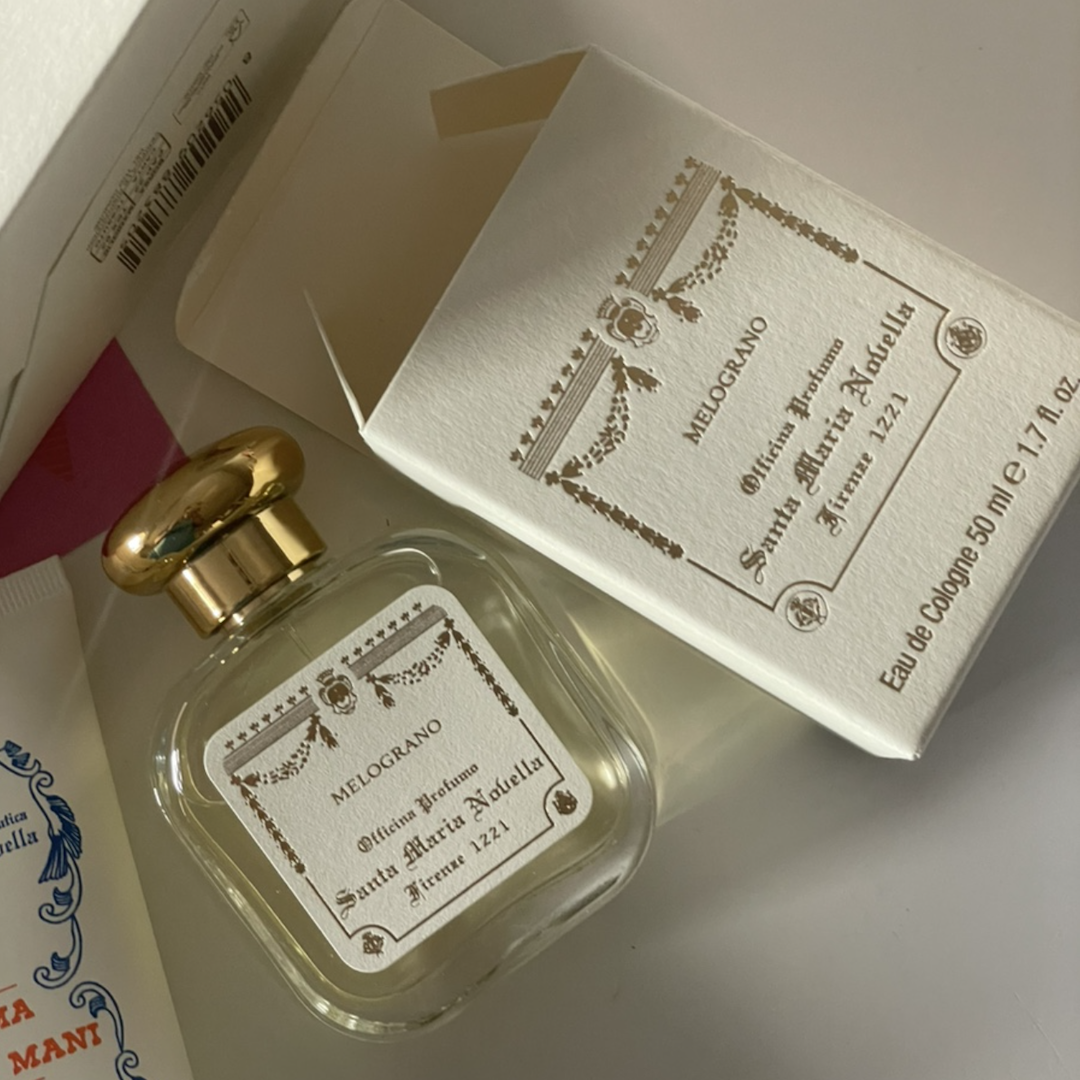 MELOGRANO
Officina Profumo
Santa Maria Novella
Firenze 1221
Eau de Cologne 50 ml ℮ 1.7 fl. oz.
MELOGRANO
Officina Profumo
Santa Maria Novella
Firenze 1221
MANI